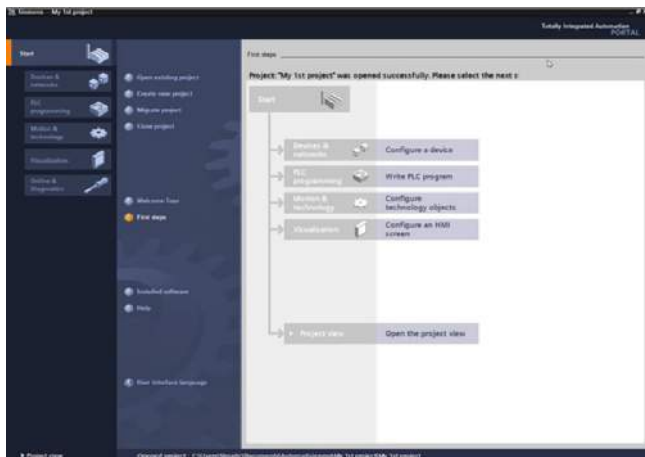 Siemens - My 1st project
Totally Integrated Automation
PORTAL
Start
Devices &
networks
PLC
programming
Motion &
technology
Visualization
Online &
Diagnostics
Open existing project
Create new project
Migrate project
Close project
Welcome Tour
First steps
Installed software
Help
User interface language
First steps
Project: "My 1st project" was opened successfully. Please select the next s
Start
Devices &
networks
Configure a device
PLC
programming
Write PLC program
Motion &
technology
Configure
technology objects
Visualization
Configure an HMI
screen
Project view
Open the project view
Project view
Opened project: